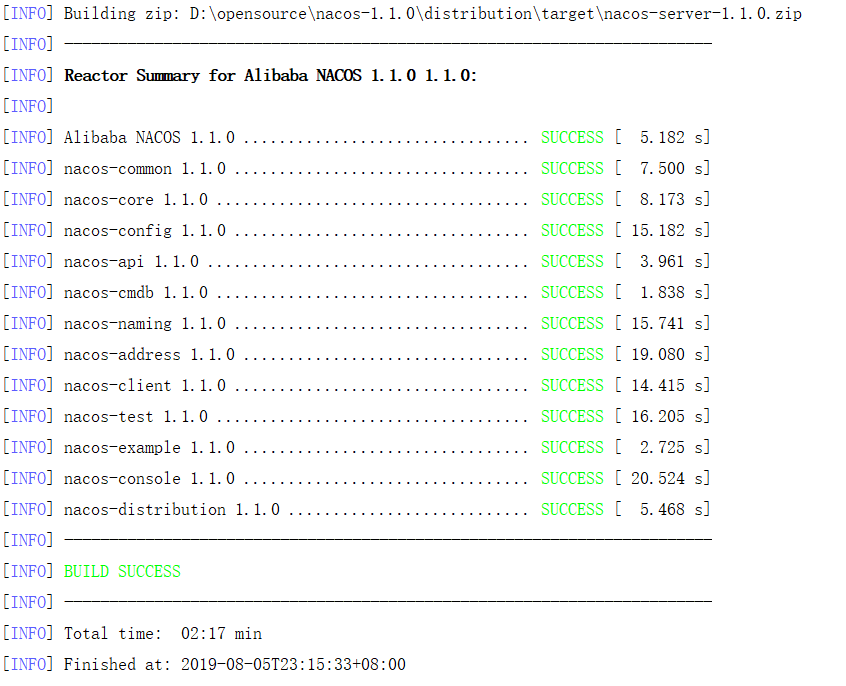 [INFO] Building zip: D:\opensource\nacos-1.1.0\distribution\target\nacos-server-1.1.0.zip
[INFO] ------------------------------------------------------------------------
[INFO] Reactor Summary for Alibaba NACOS 1.1.0 1.1.0:
[INFO]
[INFO] Alibaba NACOS 1.1.0 ................................ SUCCESS [  5.182 s]
[INFO] nacos-common 1.1.0 ................................. SUCCESS [  7.500 s]
[INFO] nacos-core 1.1.0 ................................... SUCCESS [  8.173 s]
[INFO] nacos-config 1.1.0 ................................. SUCCESS [ 15.182 s]
[INFO] nacos-api 1.1.0 .................................... SUCCESS [  3.961 s]
[INFO] nacos-cmdb 1.1.0 ................................... SUCCESS [  1.838 s]
[INFO] nacos-naming 1.1.0 ................................. SUCCESS [ 15.741 s]
[INFO] nacos-address 1.1.0 ................................ SUCCESS [ 19.080 s]
[INFO] nacos-client 1.1.0 ................................. SUCCESS [ 14.415 s]
[INFO] nacos-test 1.1.0 ................................... SUCCESS [ 16.205 s]
[INFO] nacos-example 1.1.0 ................................ SUCCESS [  2.725 s]
[INFO] nacos-console 1.1.0 ................................ SUCCESS [ 20.524 s]
[INFO] nacos-distribution 1.1.0 ........................... SUCCESS [  5.468 s]
[INFO] ------------------------------------------------------------------------
[INFO] BUILD SUCCESS
[INFO] ------------------------------------------------------------------------
[INFO] Total time:  02:17 min
[INFO] Finished at: 2019-08-05T23:15:33+08:00